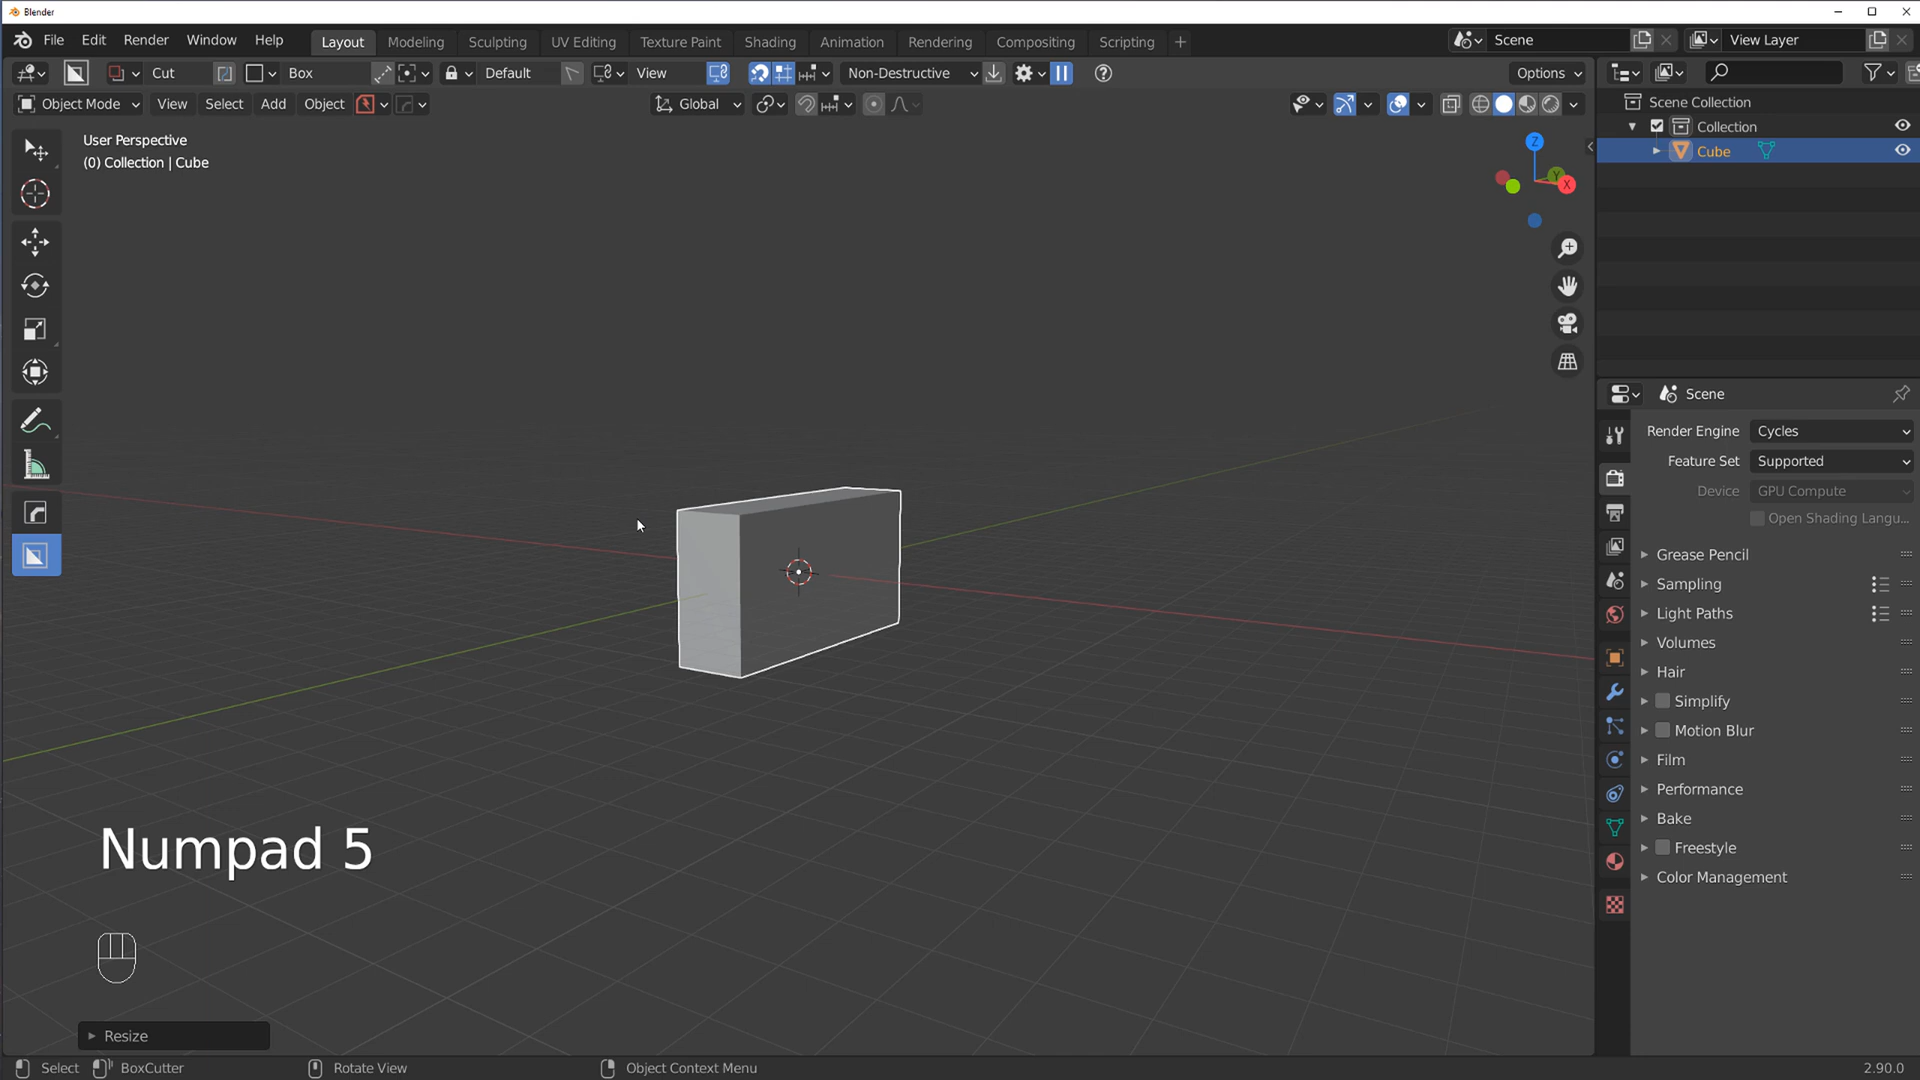 Blender
File Edit Render Window Help Layout Modeling Sculpting UV Editing Texture Paint Shading Animation Rendering Compositing Scripting Scene View Layer
Cut Box Default View Non-Destructive Options
Object Mode View Select Add Object Global
User Perspective
(0) Collection | Cube
Z
Y
X
Numpad 5
Resize
Select BoxCutter Rotate View Object Context Menu 2.90.0
Scene Collection
Collection
Cube
Scene
Render Engine Cycles
Feature Set Supported
Device GPU Compute
Open Shading Langu...
Grease Pencil
Sampling
Light Paths
Volumes
Hair
Simplify
Motion Blur
Film
Performance
Bake
Freestyle
Color Management